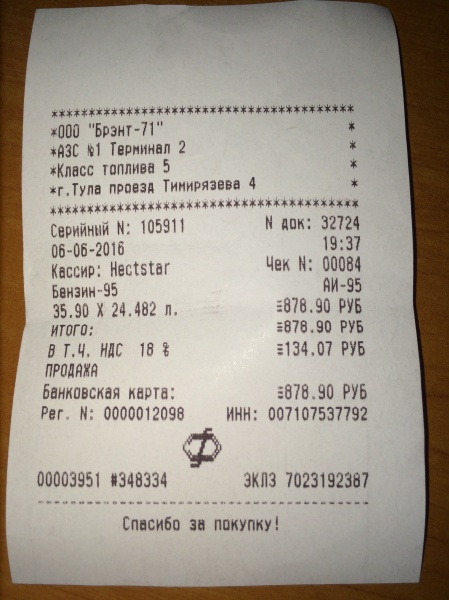 ************************************
*ООО "Брэнт-71" *
*АЗС №1 Терминал 2 *
*Класс топлива 5 *
*г.Тула проезд Тимирязева 4 *
************************************
Серийный N: 105911 N док: 32724
06-06-2016 19:37
Кассир: Hectstar Чек N: 00084
Бензин-95 АИ-95
35.90 X 24.482 л. ≡878.90 РУБ
ИТОГО: ≡878.90 РУБ
В Т.Ч. НДС 18 % ≡134.07 РУБ
ПРОДАЖА
Банковская карта: ≡878.90 РУБ
Рег. N: 0000012098 ИНН: 007107537792
00003951 #348334 ЭКЛЗ 7023192387
Спасибо за покупку!